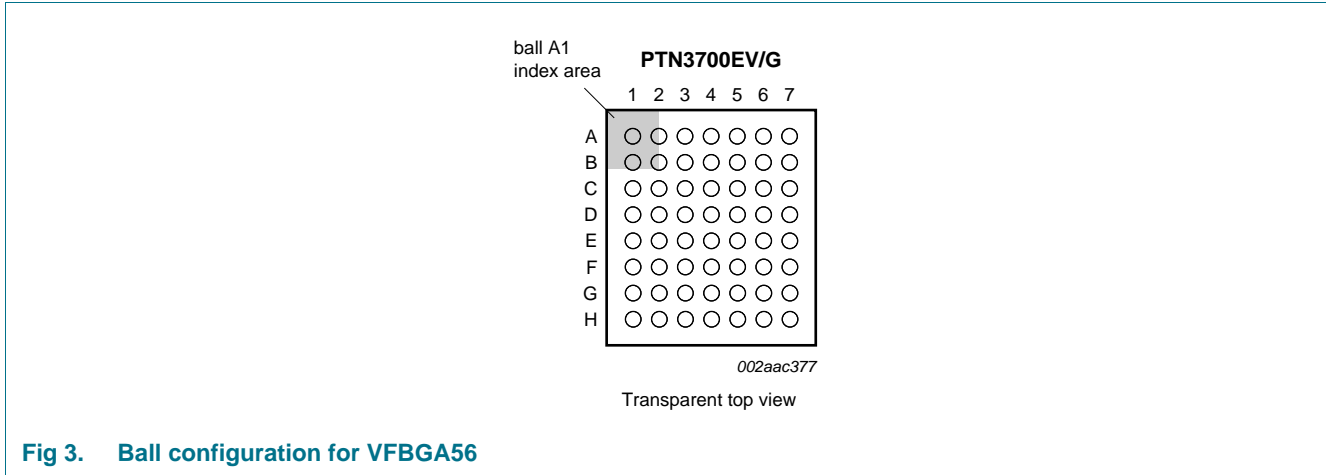 ball A1
index area
PTN3700EV/G
1 2 3 4 5 6 7
A
B
C
D
E
F
G
H
002aac377
Transparent top view
Fig 3. Ball configuration for VFBGA56